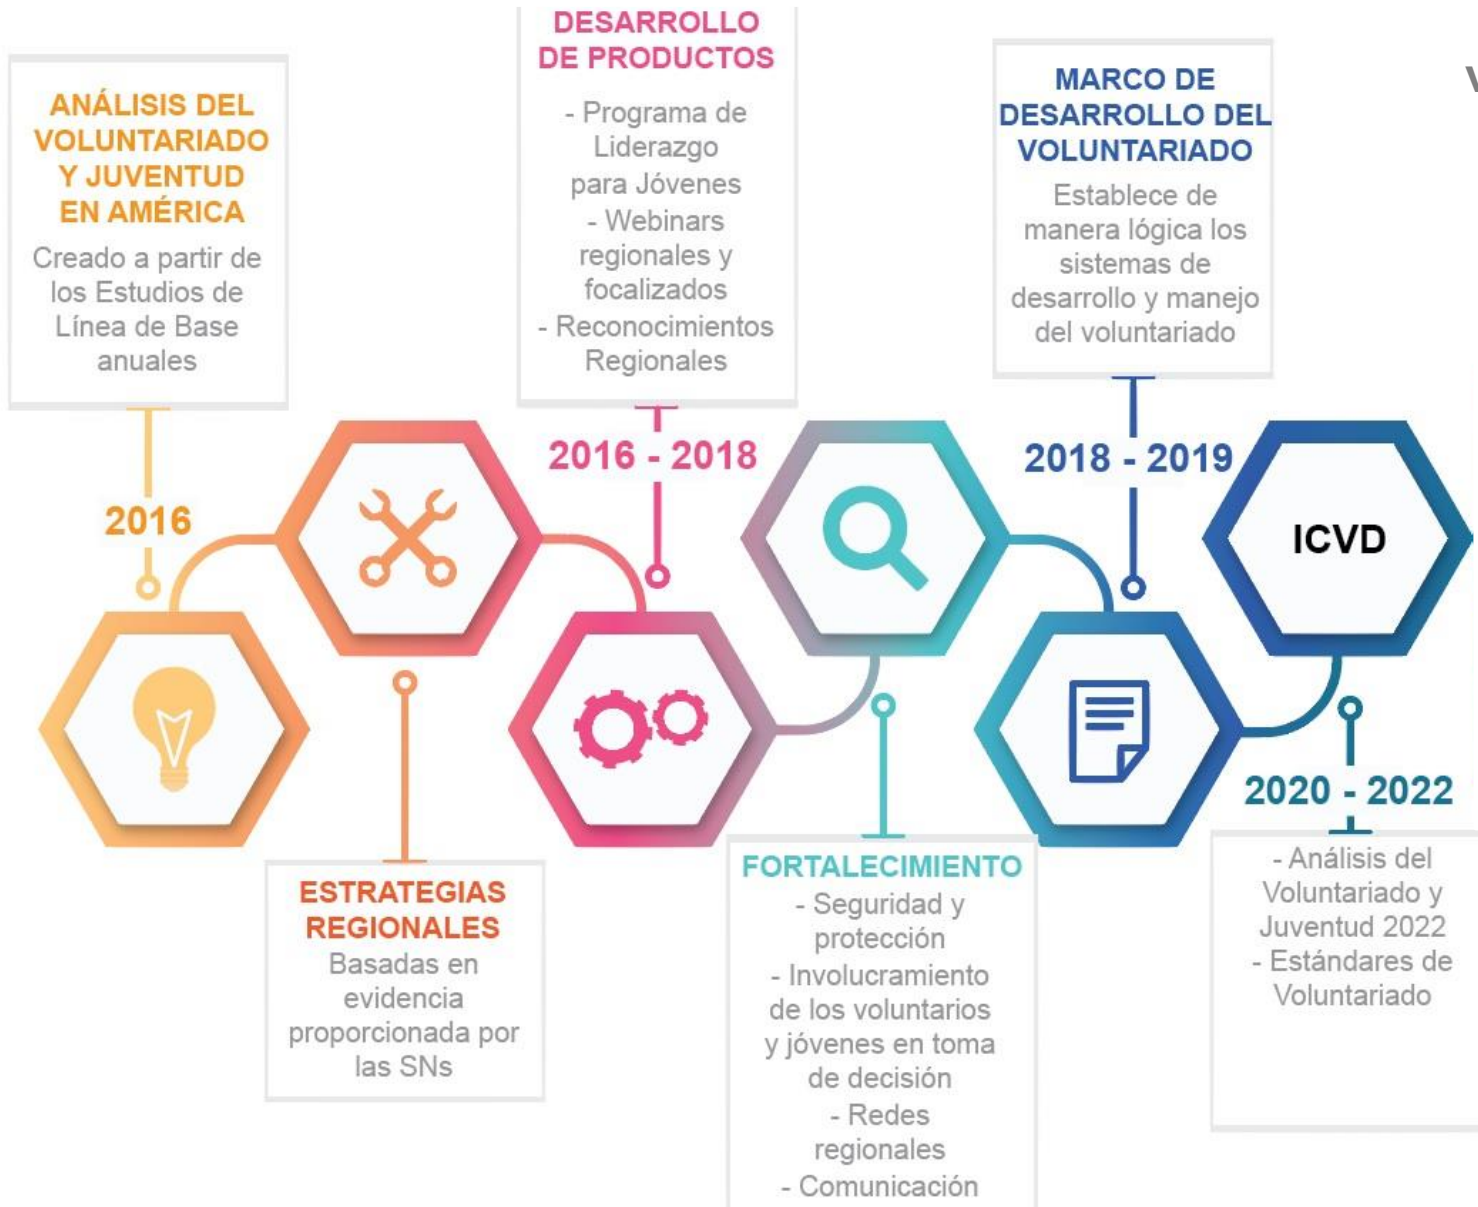 ANÁLISIS DEL
VOLUNTARIADO
Y JUVENTUD
EN AMÉRICA
Creado a partir de
los Estudios de
Línea de Base
anuales
2016
ESTRATEGIAS
REGIONALES
Basadas en
evidencia
proporcionada por
las SNs
DESARROLLO
DE PRODUCTOS
- Programa de
Liderazgo
para Jóvenes
- Webinars
regionales y
focalizados
- Reconocimientos
Regionales
2016 - 2018
FORTALECIMIENTO
- Seguridad y
protección
- Involucramiento
de los voluntarios
y jóvenes en toma
de decisión
- Redes
regionales
- Comunicación
MARCO DE
DESARROLLO DEL
VOLUNTARIADO
Establece de
manera lógica los
sistemas de
desarrollo y manejo
del voluntariado
2018 - 2019
ICVD
2020 - 2022
- Análisis del
Voluntariado y
Juventud 2022
- Estándares de
Voluntariado